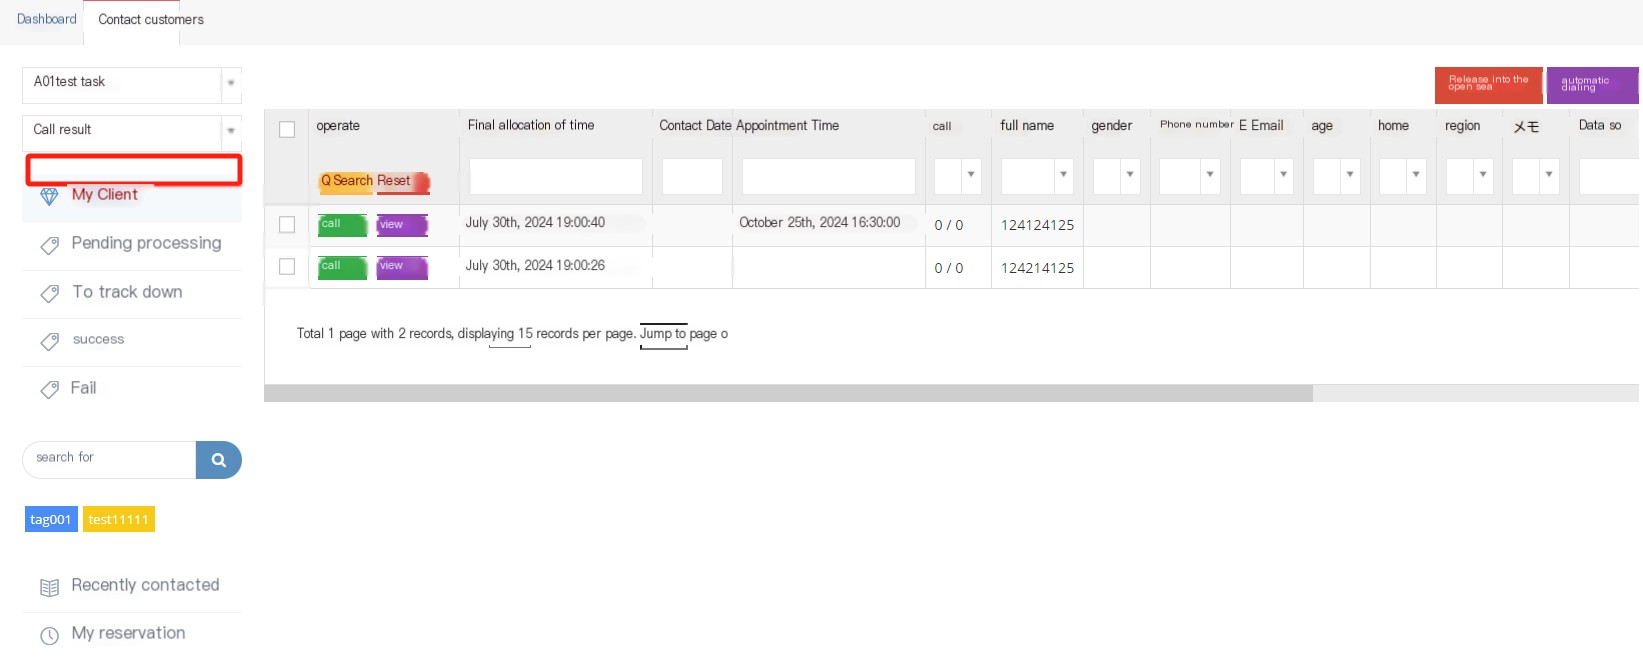 Dashboard Contact customers
A01test task
Release into the
open sea
automatic
dialing
Call result
operate Final allocation of time Contact Date Appointment Time call full name gender Phone number E Email age home region メモ Data so
Q Search Reset
My Client
call view July 30th, 2024 19:00:40 October 25th, 2024 16:30:00 0 / 0 124124125
Pending processing
call view July 30th, 2024 19:00:26 0 / 0 124214125
To track down
Total 1 page with 2 records, displaying 15 records per page. Jump to page o
success
Fail
search for
tag001 test11111
Recently contacted
My reservation